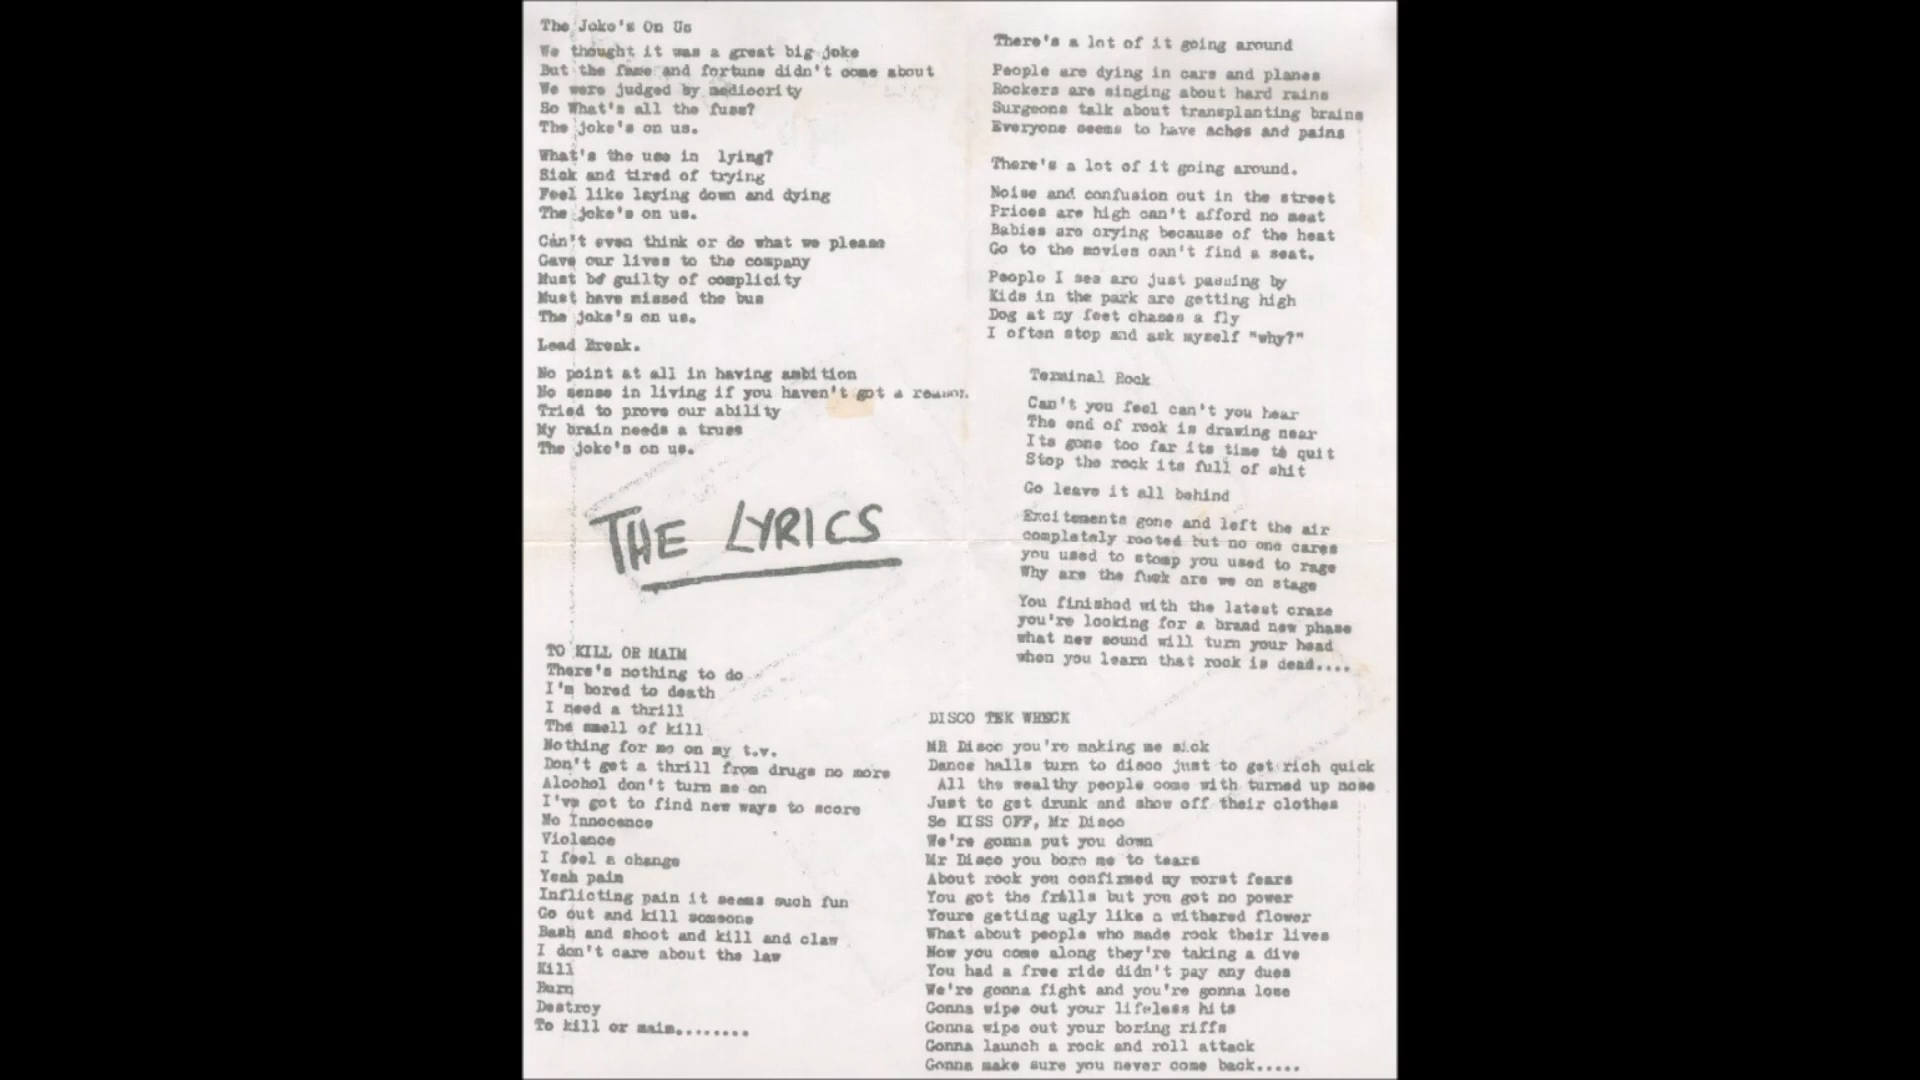 The Joke's On Us
We thought it was a great big joke
But the fame and fortune didn't come about
We were judged by mediocrity
So What's all the fuss?
The joke's on us.
What's the use in lying?
Sick and tired of trying
Feel like laying down and dying
The joke's on us.
Can't even think or do what we please
Gave our lives to the company
Must be guilty of complicity
Must have missed the bus
The joke's on us.
Lead Break.
No point at all in having ambition
No sense in living if you haven't got a reason.
Tried to prove our ability
My brain needs a truss
The joke's on us.
THE LYRICS
TO KILL OR MAIM
There's nothing to do
I'm bored to death
I need a thrill
The smell of kill
Nothing for me on my t.v.
Don't get a thrill from drugs no more
Alcohol don't turn me on
I've got to find new ways to score
No Innocence
Violence
I feel a change
Yeah pain
Inflicting pain it seems such fun
Go out and kill someone
Bash and shoot and kill and claw
I don't care about the law
Kill
Burn
Destroy
To kill or maim........
There's a lot of it going around
People are dying in cars and planes
Rockers are singing about hard rains
Surgeons talk about transplanting brains
Everyone seems to have aches and pains
There's a lot of it going around.
Noise and confusion out in the street
Prices are high can't afford no meat
Babies are crying because of the heat
Go to the movies can't find a seat.
People I see are just passing by
Kids in the park are getting high
Dog at my feet chases a fly
I often stop and ask myself "why?"
Terminal Rock
Can't you feel can't you hear
The end of rock is drawing near
Its gone too far its time to quit
Stop the rock its full of shit
Go leave it all behind
Excitements gone and left the air
completely rooted but no one cares
you used to stomp you used to rage
Why are the fuck are we on stage
You finished with the latest craze
you're looking for a brand new phase
what new sound will turn your head
when you learn that rock is dead....
DISCO TEK WRECK
MR Disco you're making me sick
Dance halls turn to disco just to get rich quick
All the wealthy people come with turned up nose
Just to get drunk and show off their clothes
So KISS OFF, Mr Disco
We're gonna put you down
Mr Disco you bore me to tears
About rock you confirmed my worst fears
You got the frills but you got no power
Youre getting ugly like a withered flower
What about people who made rock their lives
Now you come along they're taking a dive
You had a free ride didn't pay any dues
We're gonna fight and you're gonna lose
Gonna wipe out your lifeless hits
Gonna wipe out your boring riffs
Gonna launch a rock and roll attack
Gonna make sure you never come back.....